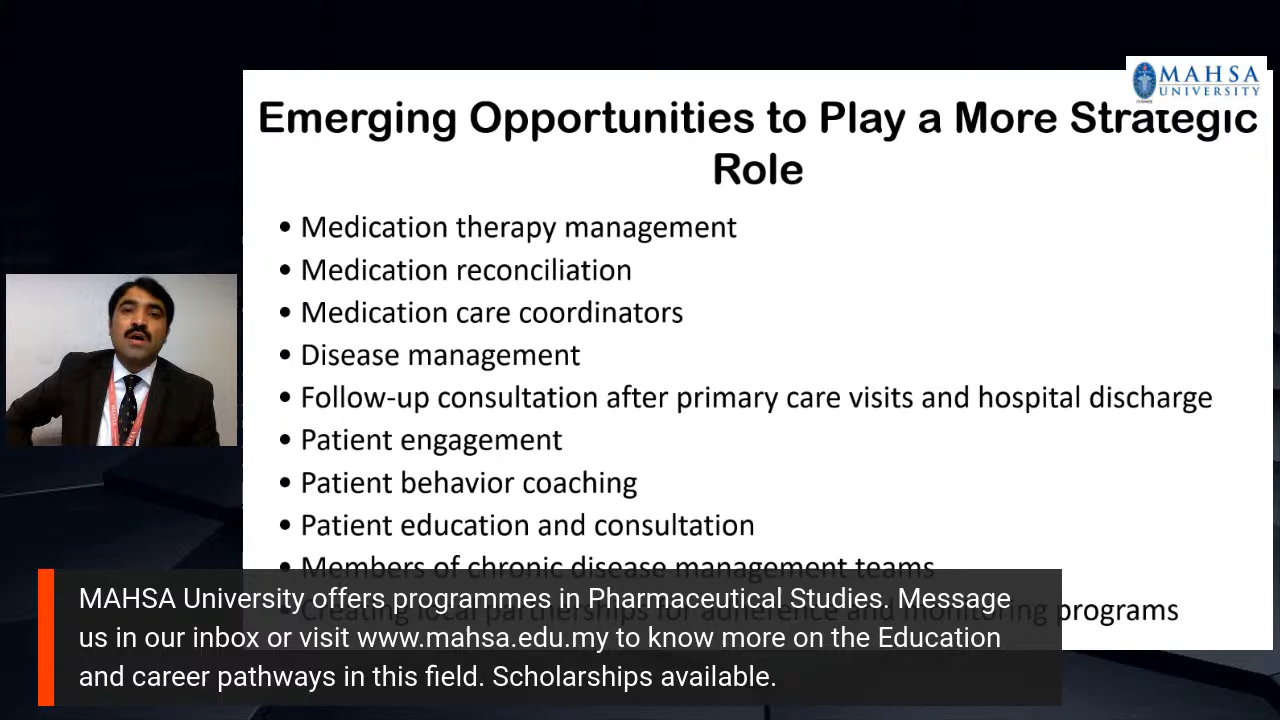 MAHSA
UNIVERSITY
Emerging Opportunities to Play a More Strategic
Role
• Medication therapy management
• Medication reconciliation
• Medication care coordinators
• Disease management
• Follow-up consultation after primary care visits and hospital discharge
• Patient engagement
• Patient behavior coaching
• Patient education and consultation
• Members of chronic disease management teams
• Creating local partnerships for adherence and monitoring programs
MAHSA University offers programmes in Pharmaceutical Studies. Message
us in our inbox or visit www.mahsa.edu.my to know more on the Education
and career pathways in this field. Scholarships available.